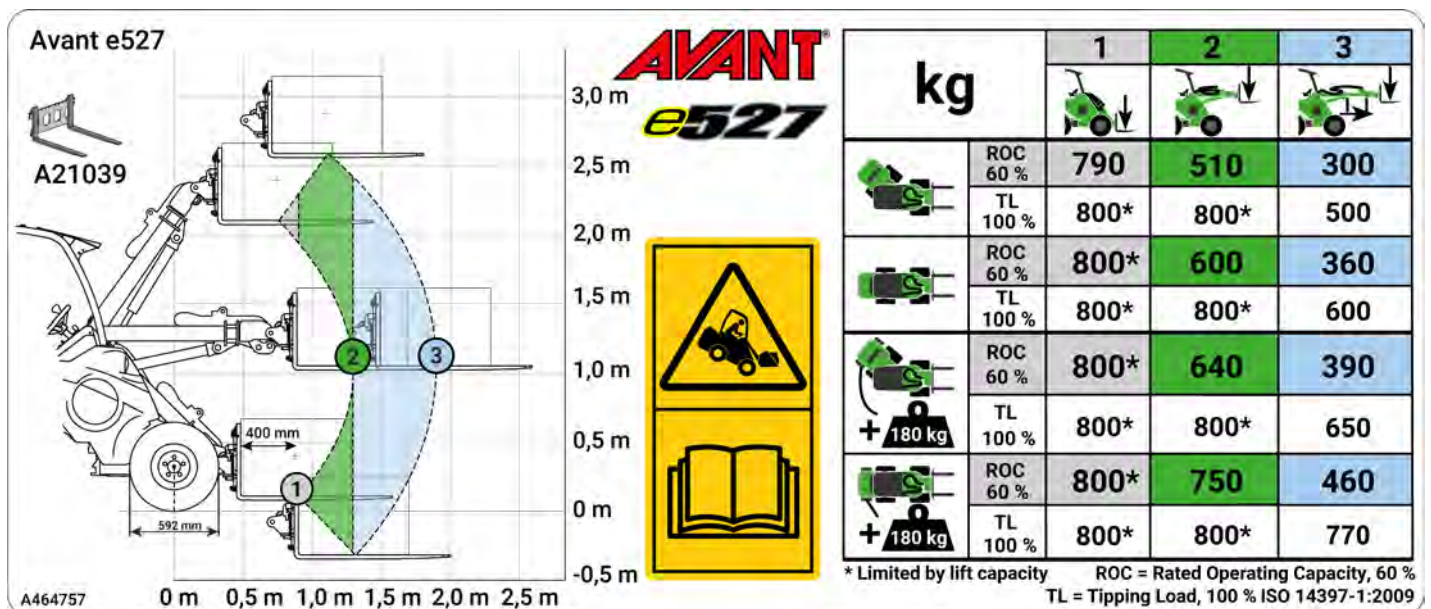 Avant e527
A21039
3,0 m
2,5 m
2,0 m
1,5 m
1,0 m
0,5 m
0 m
-0,5 m
2
3
400 mm
1
592 mm
A464757
0 m 0,5 m 1,0 m 1,5 m 2,0 m 2,5 m
AVANT®
e527
kg 1 2 3
ROC 60 % 790 510 300
TL 100 % 800* 800* 500
ROC 60 % 800* 600 360
TL 100 % 800* 800* 600
ROC 60 % 800* 640 390
+ 180 kg TL 100 % 800* 800* 650
ROC 60 % 800* 750 460
+ 180 kg TL 100 % 800* 800* 770
* Limited by lift capacity ROC = Rated Operating Capacity, 60 %
TL = Tipping Load, 100 % ISO 14397-1:2009